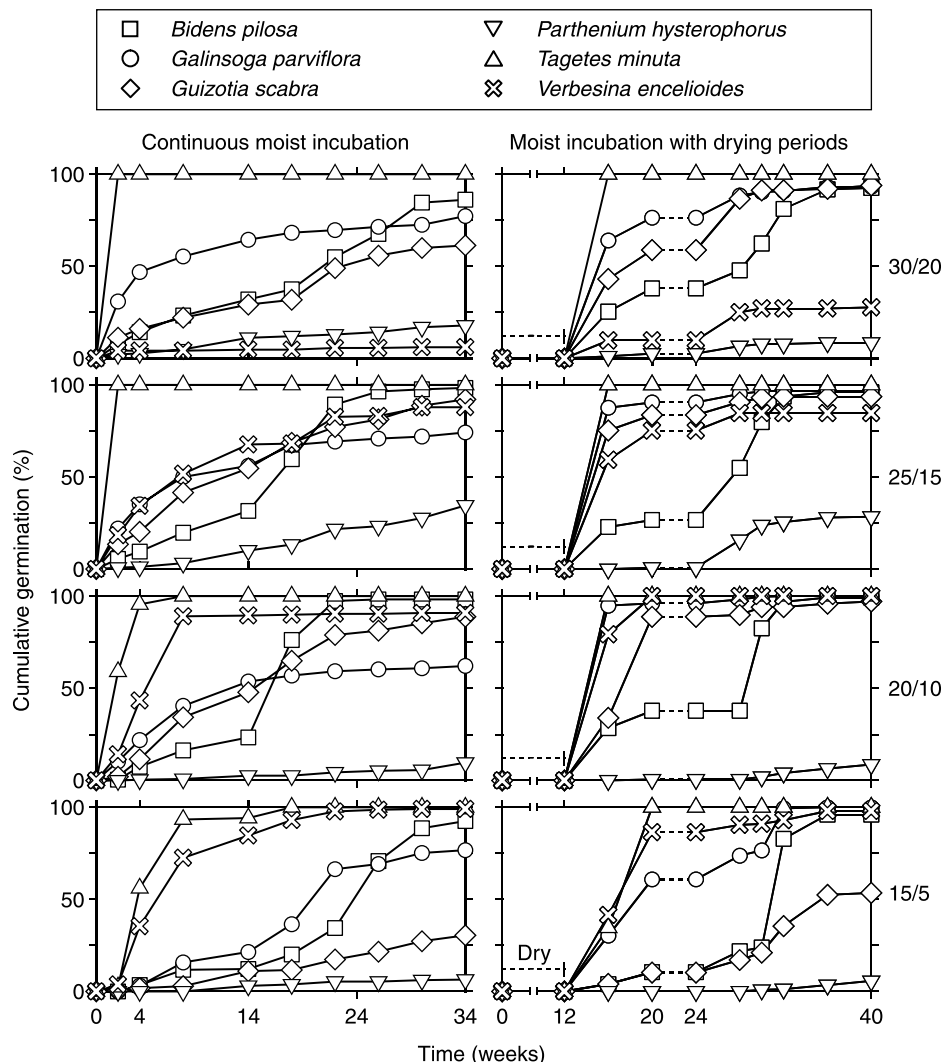 Bidens pilosa
Parthenium hysterophorus
Galinsoga parviflora
Tagetes minuta
Guizotia scabra
Verbesina encelioides
Continuous moist incubation
Moist incubation with drying periods
100
50
0
30/20
100
50
0
25/15
100
50
0
20/10
100
50
0
15/5
Dry
Cumulative germination (%)
0 4 14 24 34
0 12 20 24 40
Time (weeks)